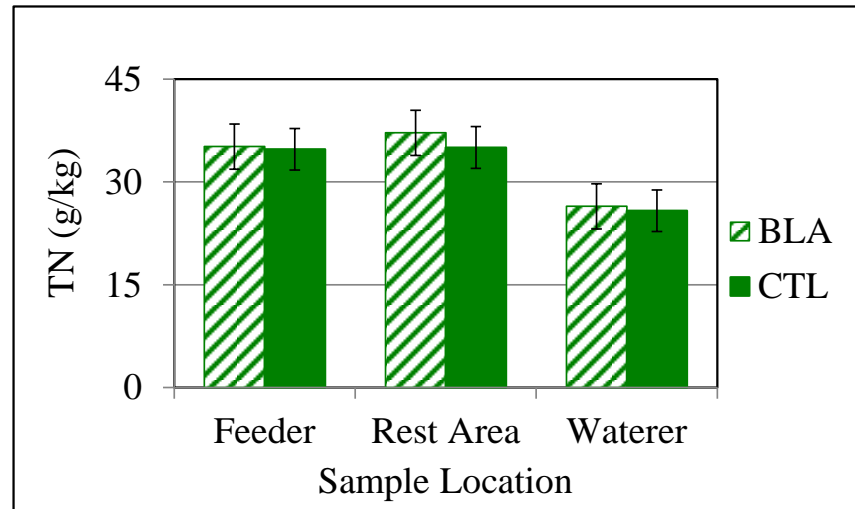 45
30
15
0
TN (g/kg)
Feeder Rest Area Waterer
Sample Location
BLA
CTL